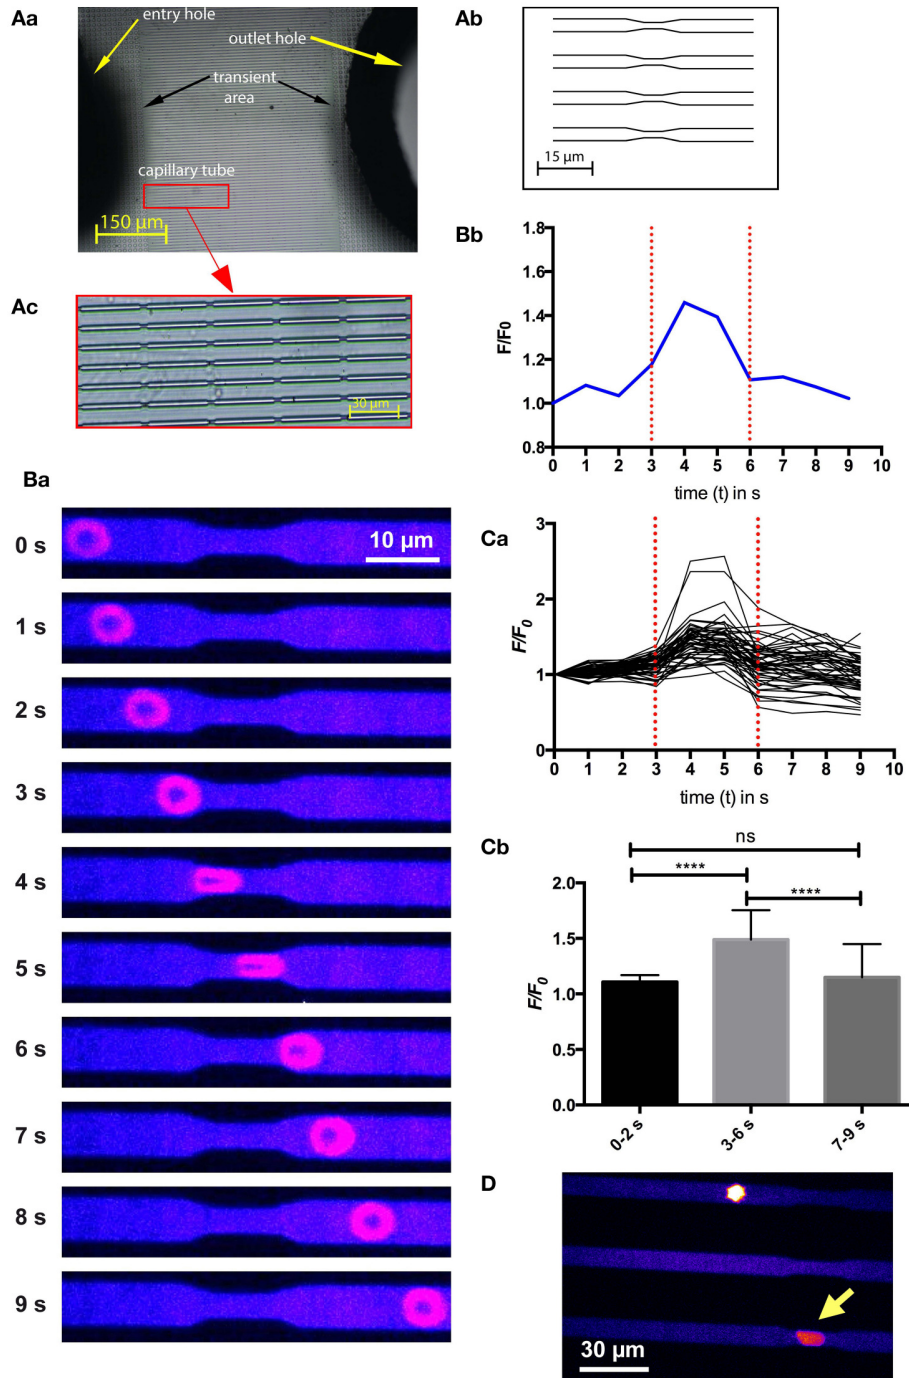 Aa
entry hole
outlet hole
transient
area
capillary tube
150 µm
Ab
15 µm
Ac
30 µm
Bb
1.8
1.6
1.4
1.2
1.0
0.8
F/F0
0 1 2 3 4 5 6 7 8 9 10
time (t) in s
Ba
0 s
10 µm
1 s
2 s
3 s
4 s
5 s
6 s
7 s
8 s
9 s
Ca
3
2
1
0
F/F0
0 1 2 3 4 5 6 7 8 9 10
time (t) in s
Cb
ns
**** ****
2.0
1.5
1.0
0.5
0.0
F/F0
0-2 s 3-6 s 7-9 s
D
30 µm